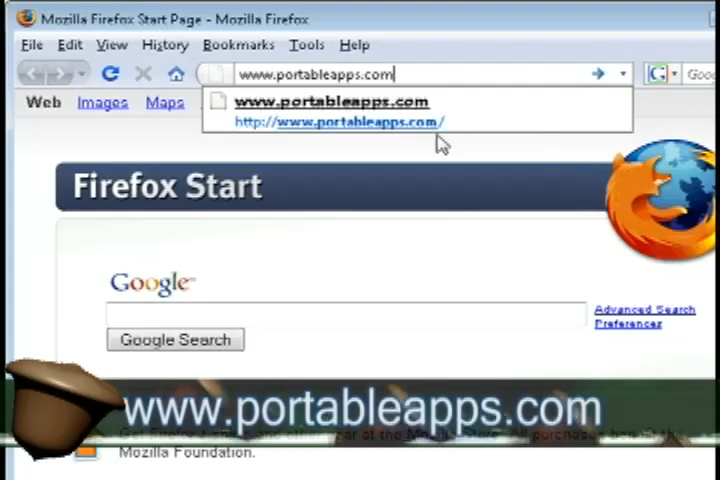 Mozilla Firefox Start Page - Mozilla Firefox
File Edit View History Bookmarks Tools Help
www.portableapps.com
G Goo
Web Images Maps
www.portableapps.com
http://www.portableapps.com/
Firefox Start
Google™
Advanced Search
Preferences
Google Search
www.portableapps.com
Mozilla Foundation.